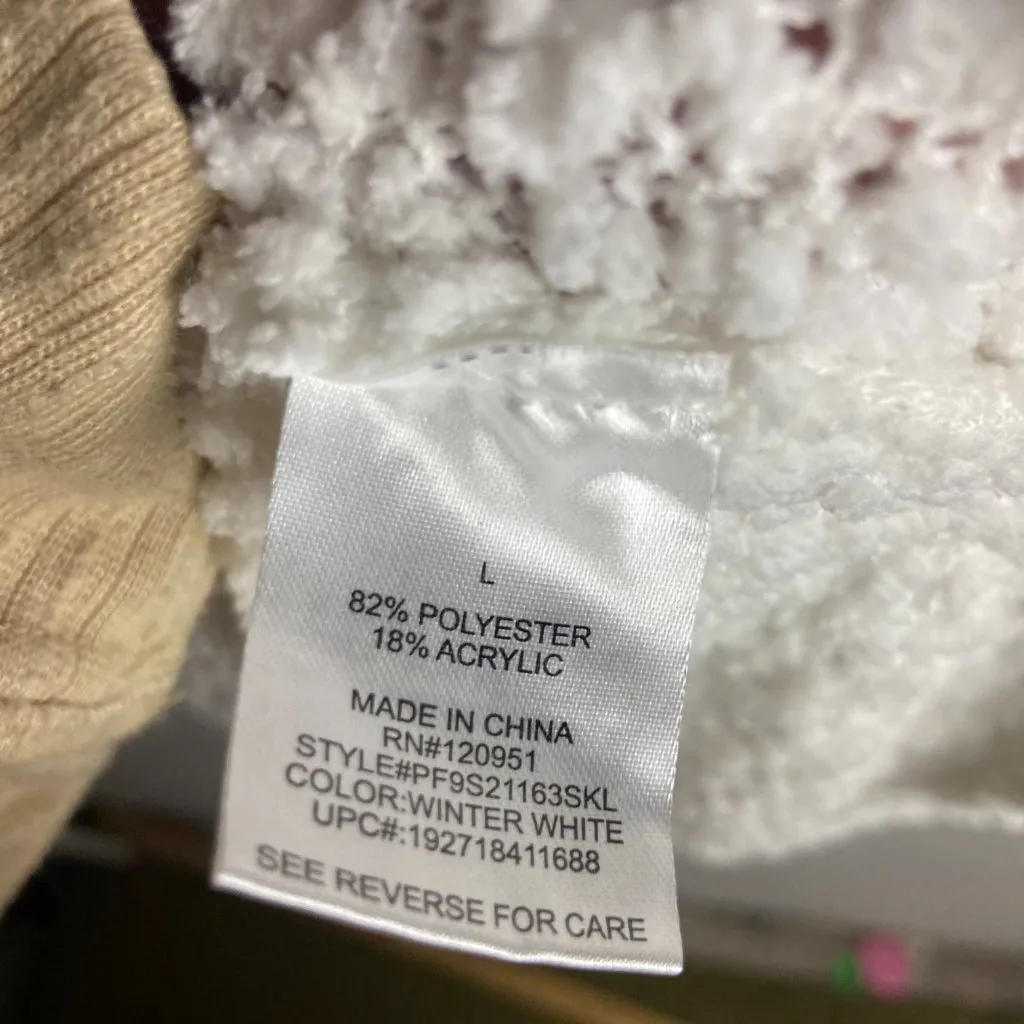 L
82% POLYESTER
18% ACRYLIC
MADE IN CHINA
RN#120951
STYLE#PF9S21163SKL
COLOR:WINTER WHITE
UPC#:192718411688
SEE REVERSE FOR CARE